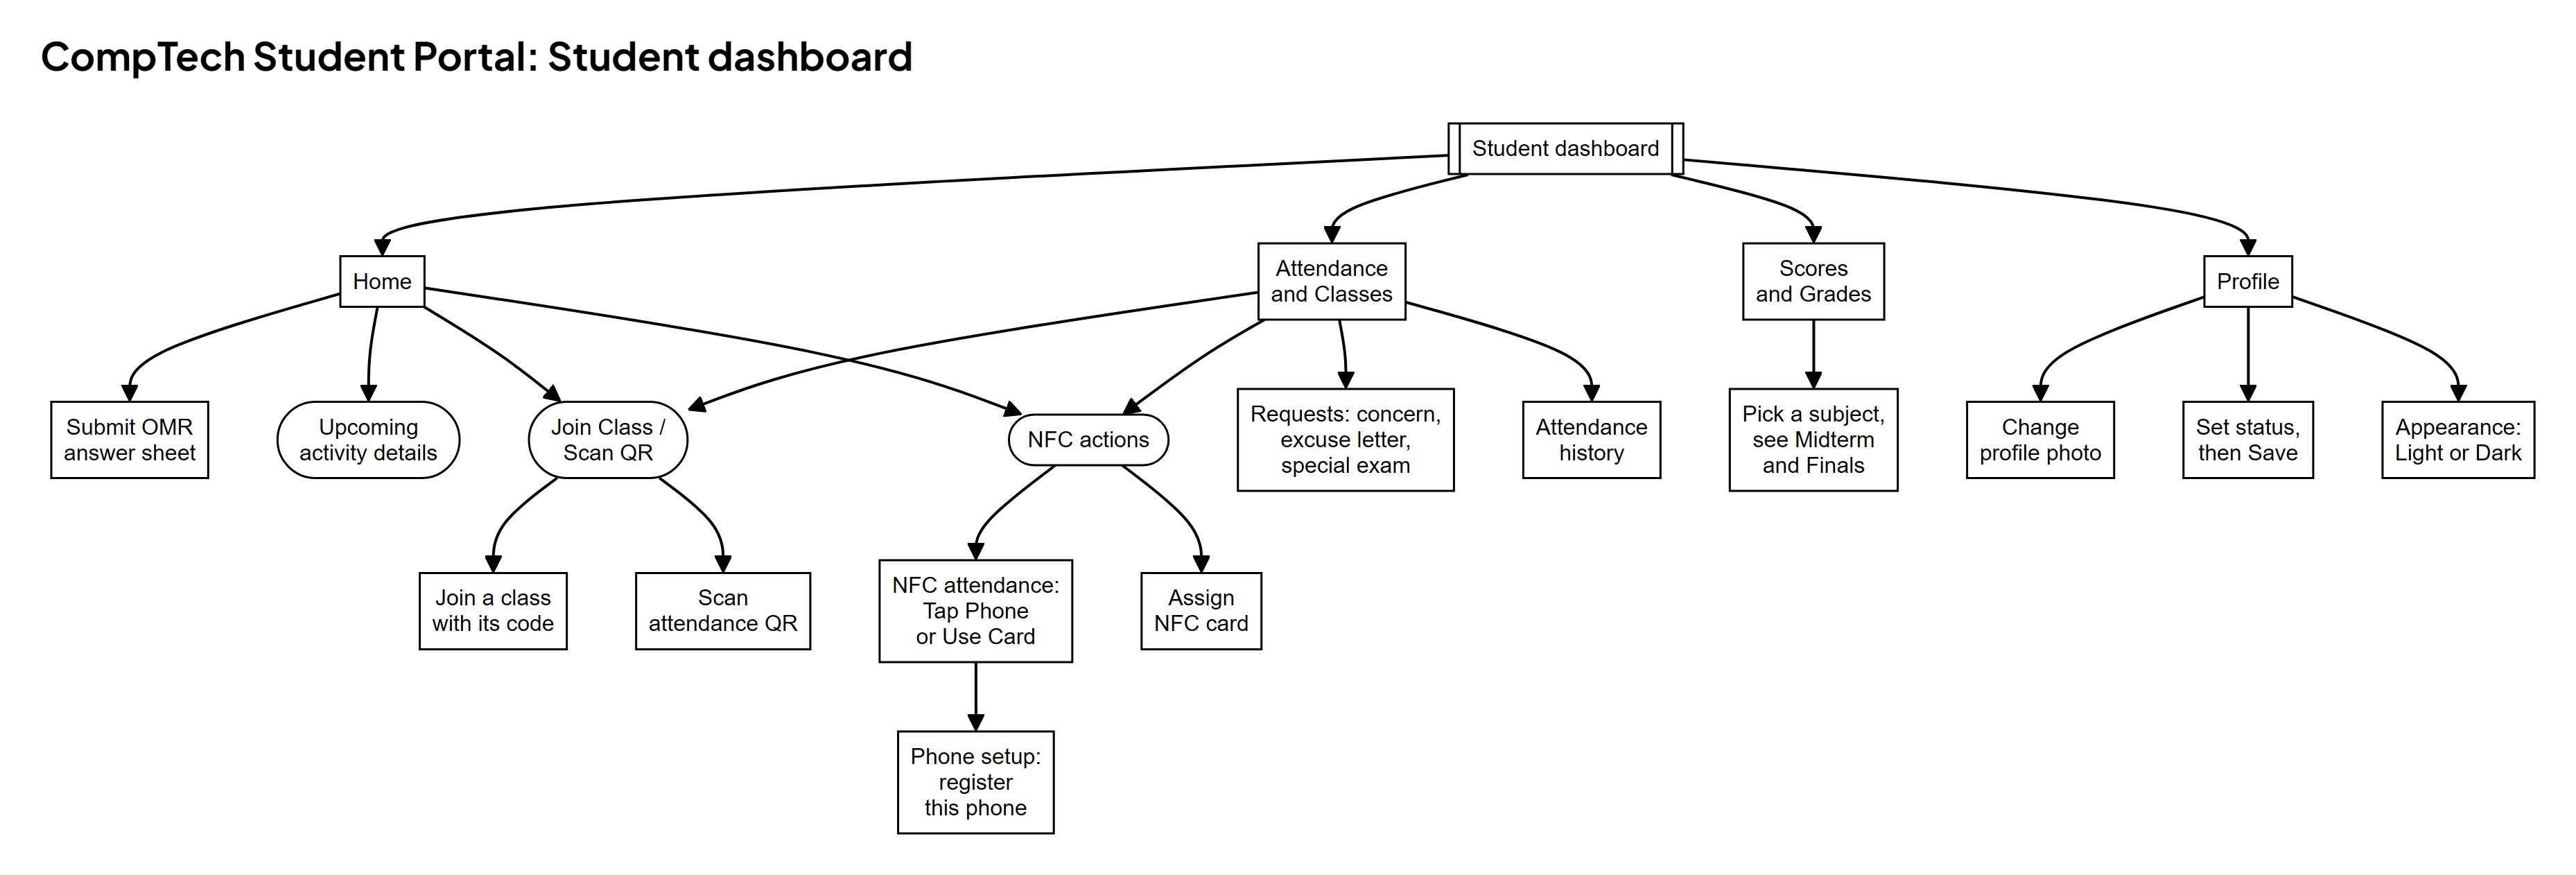 CompTech Student Portal: Student dashboard
Student dashboard
Home
Attendance
and Classes
Scores
and Grades
Profile
Submit OMR
answer sheet
Upcoming
activity details
Join Class /
Scan QR
NFC actions
Requests: concern,
excuse letter,
special exam
Attendance
history
Pick a subject,
see Midterm
and Finals
Change
profile photo
Set status,
then Save
Appearance:
Light or Dark
Join a class
with its code
Scan
attendance QR
NFC attendance:
Tap Phone
or Use Card
Assign
NFC card
Phone setup:
register
this phone